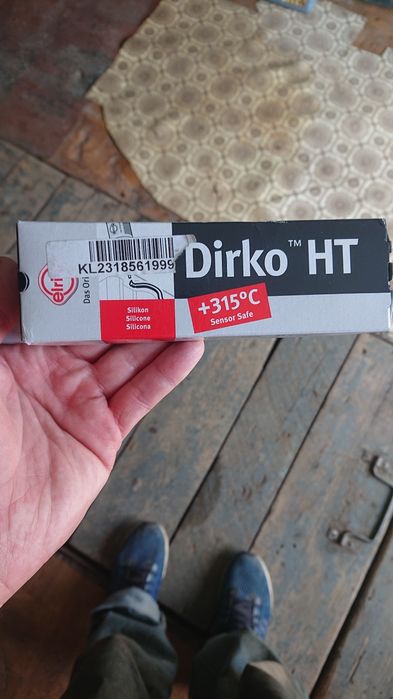 elri
Das Ori
KL2318561999
Dirko™ HT
Silikon
Silicone
Silicona
+315°C
Sensor Safe